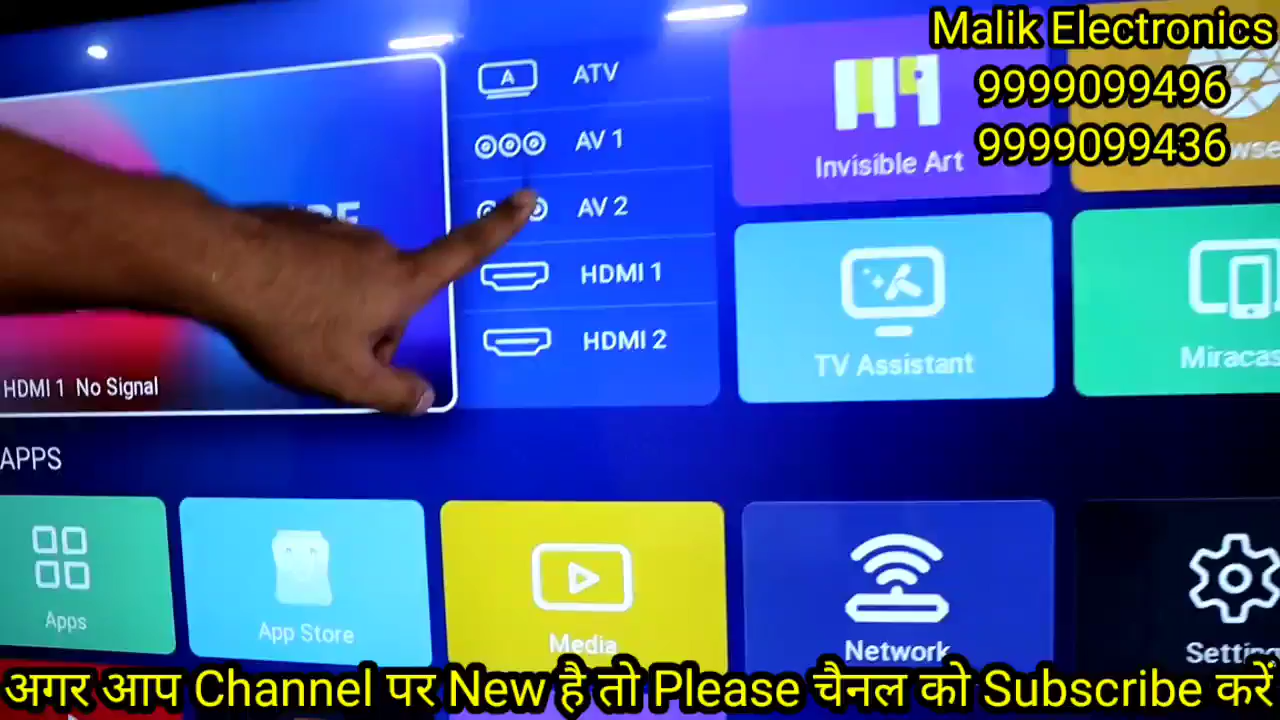 Malik Electronics
9999099496
9999099436
ATV
AV 1
AV 2
HDMI 1
HDMI 2
HDMI 1 No Signal
Invisible Art
TV Assistant
APPS
Apps
App Store
Media
Network
अगर आप Channel पर New है तो Please चैनल को Subscribe करें